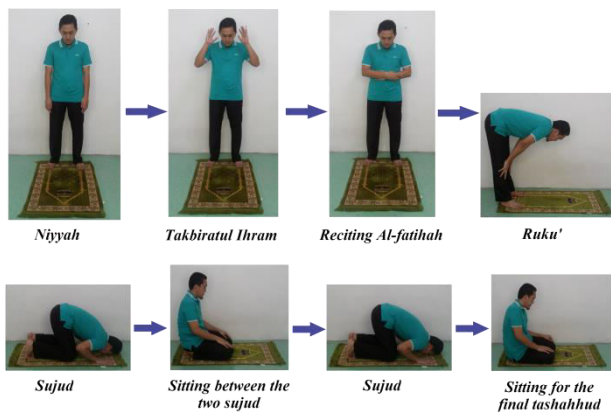 Niyyah
Takbiratul Ihram
Reciting Al-fatihah
Ruku'
Sujud
Sitting between the
two sujud
Sujud
Sitting for the
final tashahhud